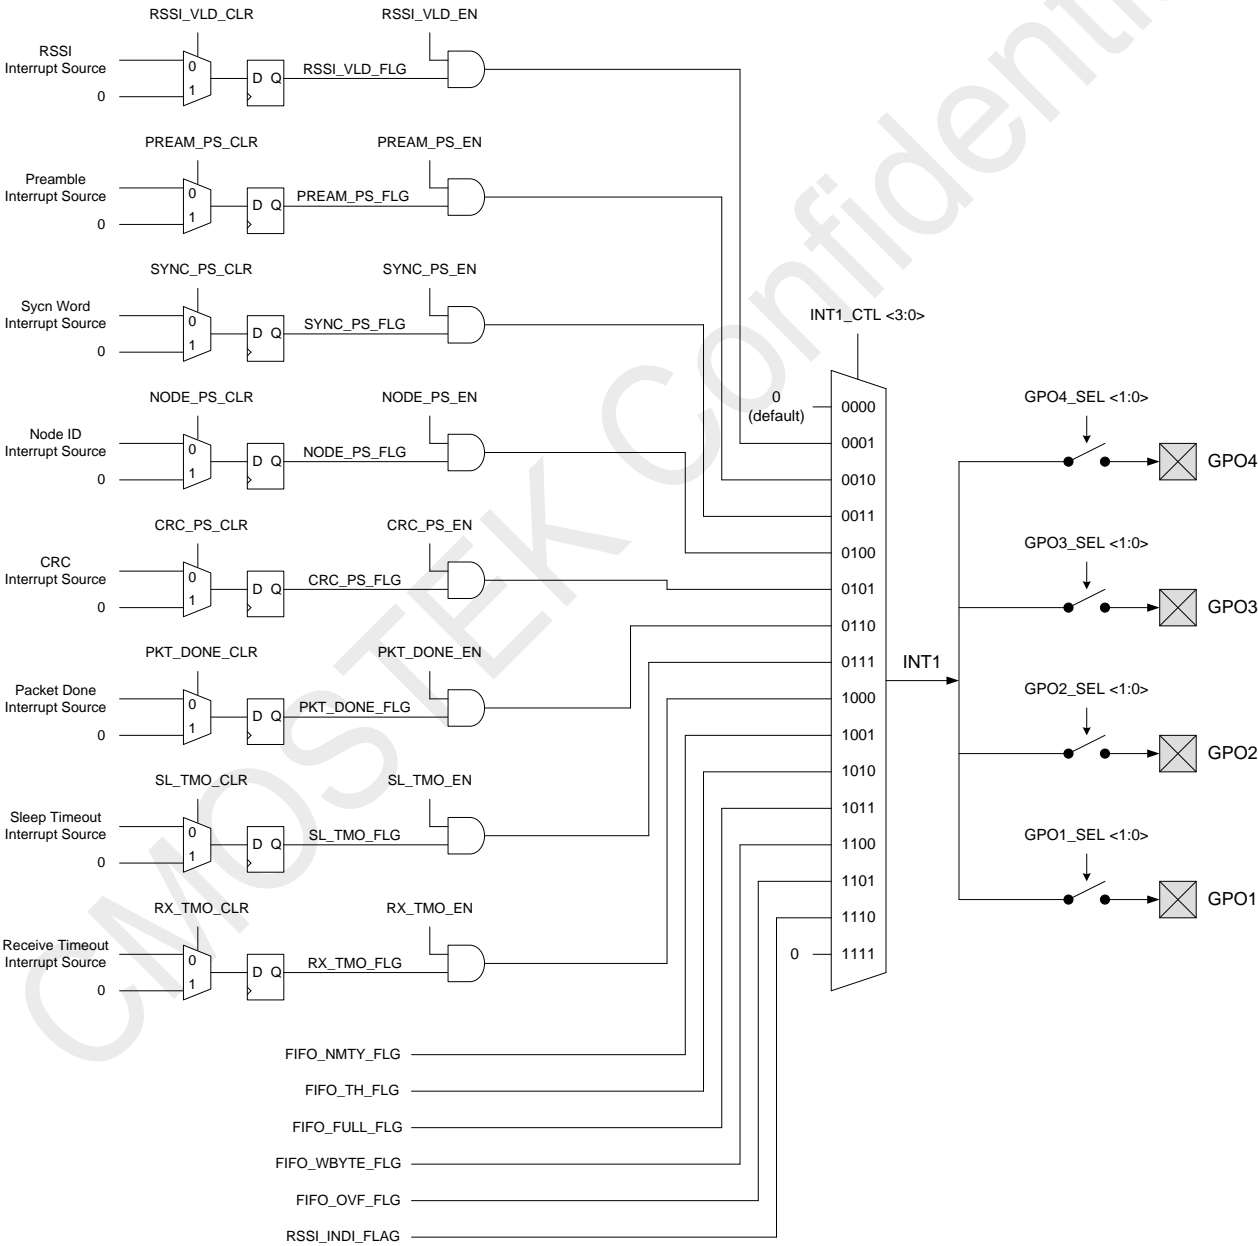 RSSI_VLD_CLR
RSSI_VLD_EN
RSSI
Interrupt Source
0
0
1
D Q
RSSI_VLD_FLG
PREAM_PS_CLR
PREAM_PS_EN
Preamble
Interrupt Source
0
0
1
D Q
PREAM_PS_FLG
SYNC_PS_CLR
SYNC_PS_EN
Sycn Word
Interrupt Source
0
0
1
D Q
SYNC_PS_FLG
NODE_PS_CLR
NODE_PS_EN
Node ID
Interrupt Source
0
0
1
D Q
NODE_PS_FLG
CRC_PS_CLR
CRC_PS_EN
CRC
Interrupt Source
0
0
1
D Q
CRC_PS_FLG
PKT_DONE_CLR
PKT_DONE_EN
Packet Done
Interrupt Source
0
0
1
D Q
PKT_DONE_FLG
SL_TMO_CLR
SL_TMO_EN
Sleep Timeout
Interrupt Source
0
0
1
D Q
SL_TMO_FLG
RX_TMO_CLR
RX_TMO_EN
Receive Timeout
Interrupt Source
0
0
1
D Q
RX_TMO_FLG
FIFO_NMTY_FLG
FIFO_TH_FLG
FIFO_FULL_FLG
FIFO_WBYTE_FLG
FIFO_OVF_FLG
RSSI_INDI_FLAG
INT1_CTL <3:0>
0
(default)
0000
0001
0010
0011
0100
0101
0110
0111
1000
1001
1010
1011
1100
1101
1110
0
1111
INT1
GPO4_SEL <1:0>
GPO4
GPO3_SEL <1:0>
GPO3
GPO2_SEL <1:0>
GPO2
GPO1_SEL <1:0>
GPO1
CMOSTEK